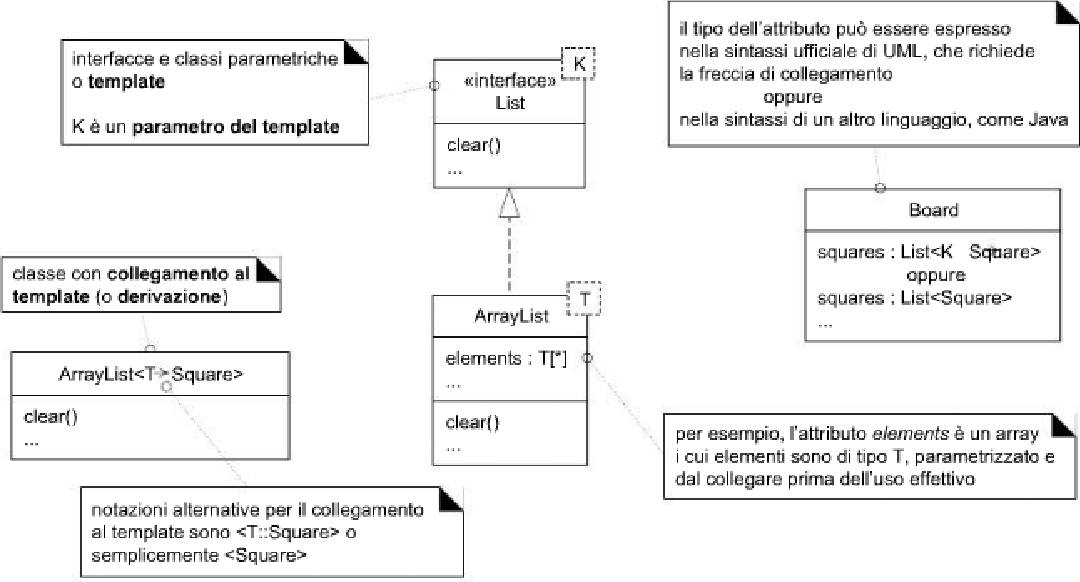 interfacce e classi parametriche
o template
K è un parametro del template
K
«interface»
List
clear()
...
il tipo dell'attributo può essere espresso
nella sintassi ufficiale di UML, che richiede
la freccia di collegamento
oppure
nella sintassi di un altro linguaggio, come Java
Board
squares : List<K → Square>
oppure
squares : List<Square>
...
classe con collegamento al
template (o derivazione)
ArrayList<T→Square>
clear()
...
T
ArrayList
elements : T[*]
...
clear()
...
per esempio, l'attributo elements è un array
i cui elementi sono di tipo T, parametrizzato e
dal collegare prima dell'uso effettivo
notazioni alternative per il collegamento
al template sono <T::Square> o
semplicemente <Square>